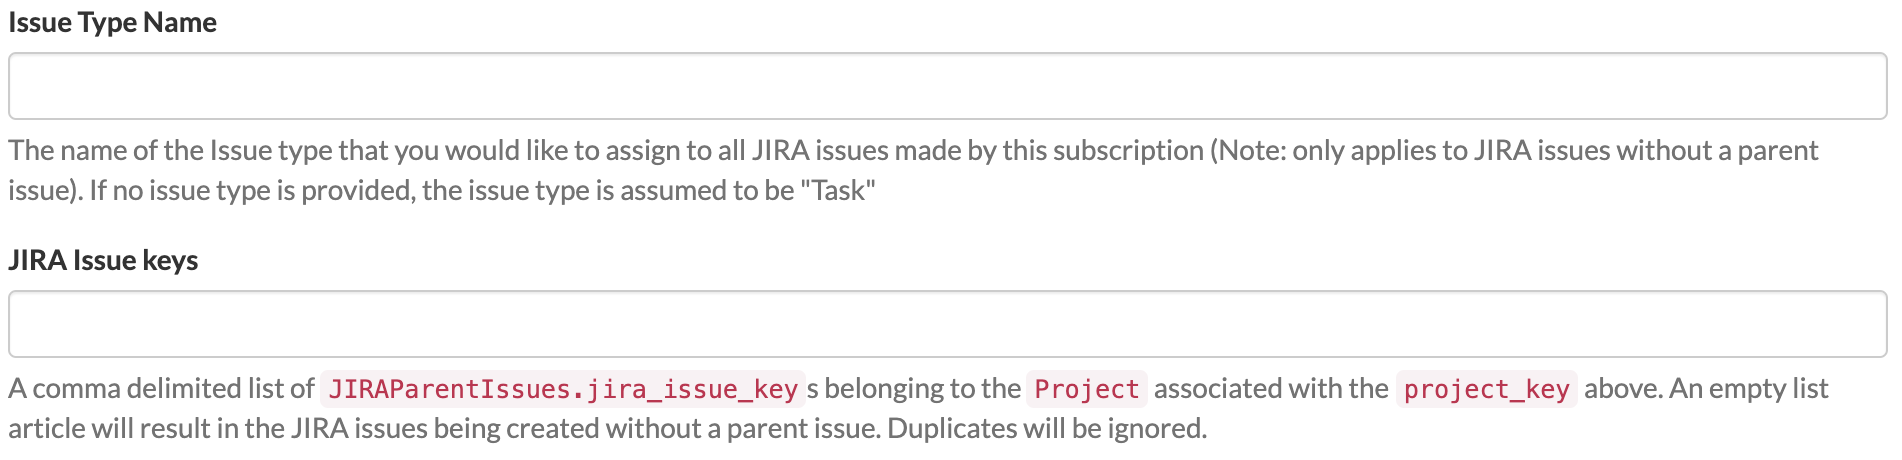 Issue Type Name
The name of the Issue type that you would like to assign to all JIRA issues made by this subscription (Note: only applies to JIRA issues without a parent
issue). If no issue type is provided, the issue type is assumed to be "Task"
JIRA Issue keys
A comma delimited list of JIRAParentIssues.jira_issue_key s belonging to the Project associated with the project_key above. An empty list
article will result in the JIRA issues being created without a parent issue. Duplicates will be ignored.